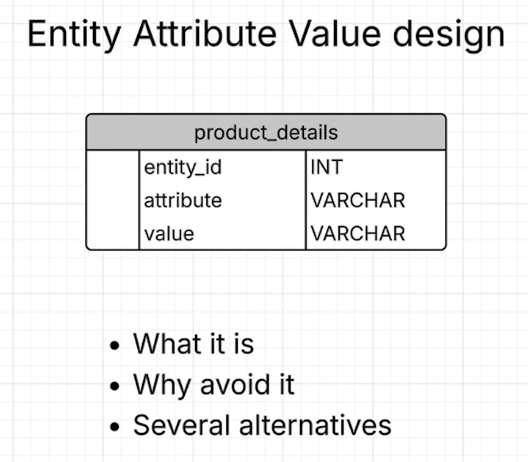 Entity Attribute Value design
product_details
entity_id INT
attribute VARCHAR
value VARCHAR
• What it is
• Why avoid it
• Several alternatives